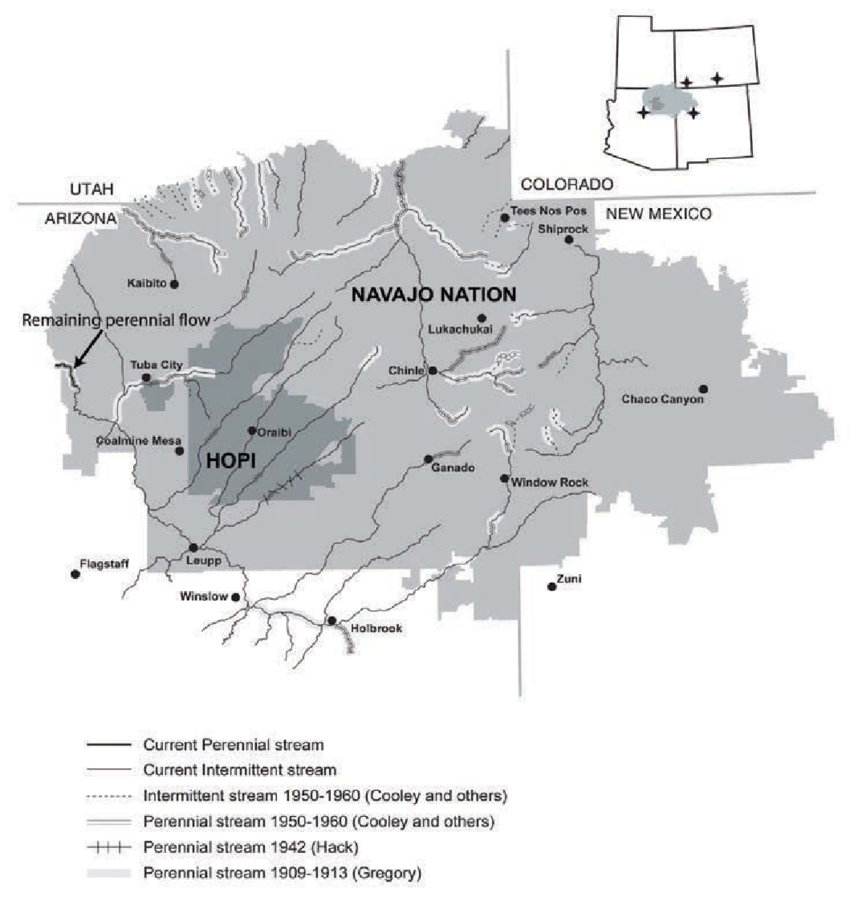 UTAH
COLORADO
ARIZONA
NEW MEXICO
Tees Nos Pos
Shiprock
Kaibito
NAVAJO NATION
Remaining perennial flow
Lukachukai
Tuba City
Chinle
Chaco Canyon
Coalmine Mesa
Oraibi
HOPI
Ganado
Window Rock
Leupp
Flagstaff
Zuni
Winslow
Holbrook
Current Perennial stream
Current Intermittent stream
Intermittent stream 1950-1960 (Cooley and others)
Perennial stream 1950-1960 (Cooley and others)
Perennial stream 1942 (Hack)
Perennial stream 1909-1913 (Gregory)